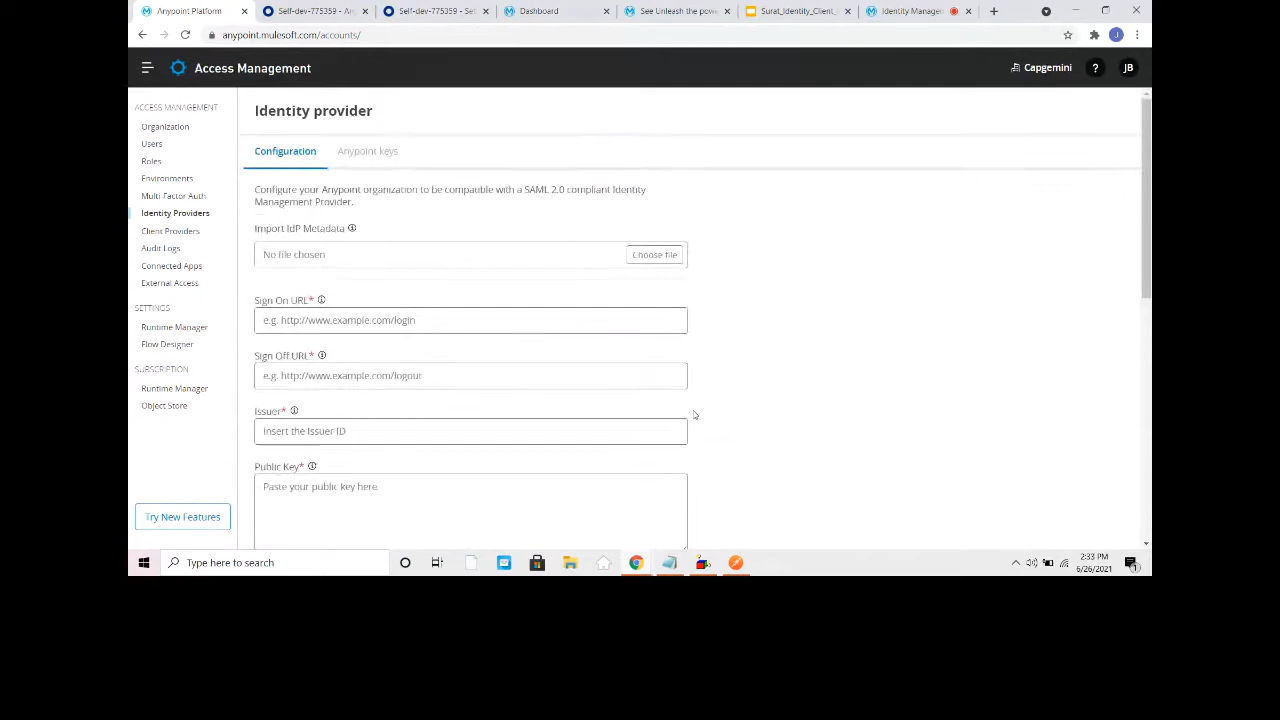 Anypoint Platform
Self-dev-775359 - An
Self-dev-775359 - Set
Dashboard
See Unleash the pow
Surat_Identity_Client_
Identity Manage
anypoint.mulesoft.com/accounts/
J
Access Management
Capgemini
?
JB
ACCESS MANAGEMENT
Organization
Users
Roles
Environments
Multi Factor Auth
Identity Providers
Client Providers
Audit Logs
Connected Apps
External Access
SETTINGS
Runtime Manager
Flow Designer
SUBSCRIPTION
Runtime Manager
Object Store
Try New Features
Identity provider
Configuration
Anypoint keys
Configure your Anypoint organization to be compatible with a SAML 2.0 compliant Identity
Management Provider.
Import IdP Metadata
No file chosen
Choose file
Sign On URL*
e.g. http://www.example.com/login
Sign Off URL*
e.g. http://www.example.com/logout
Issuer*
Insert the Issuer ID
Public Key*
Paste your public key here.
Type here to search
2:33 PM
6/26/2021
1